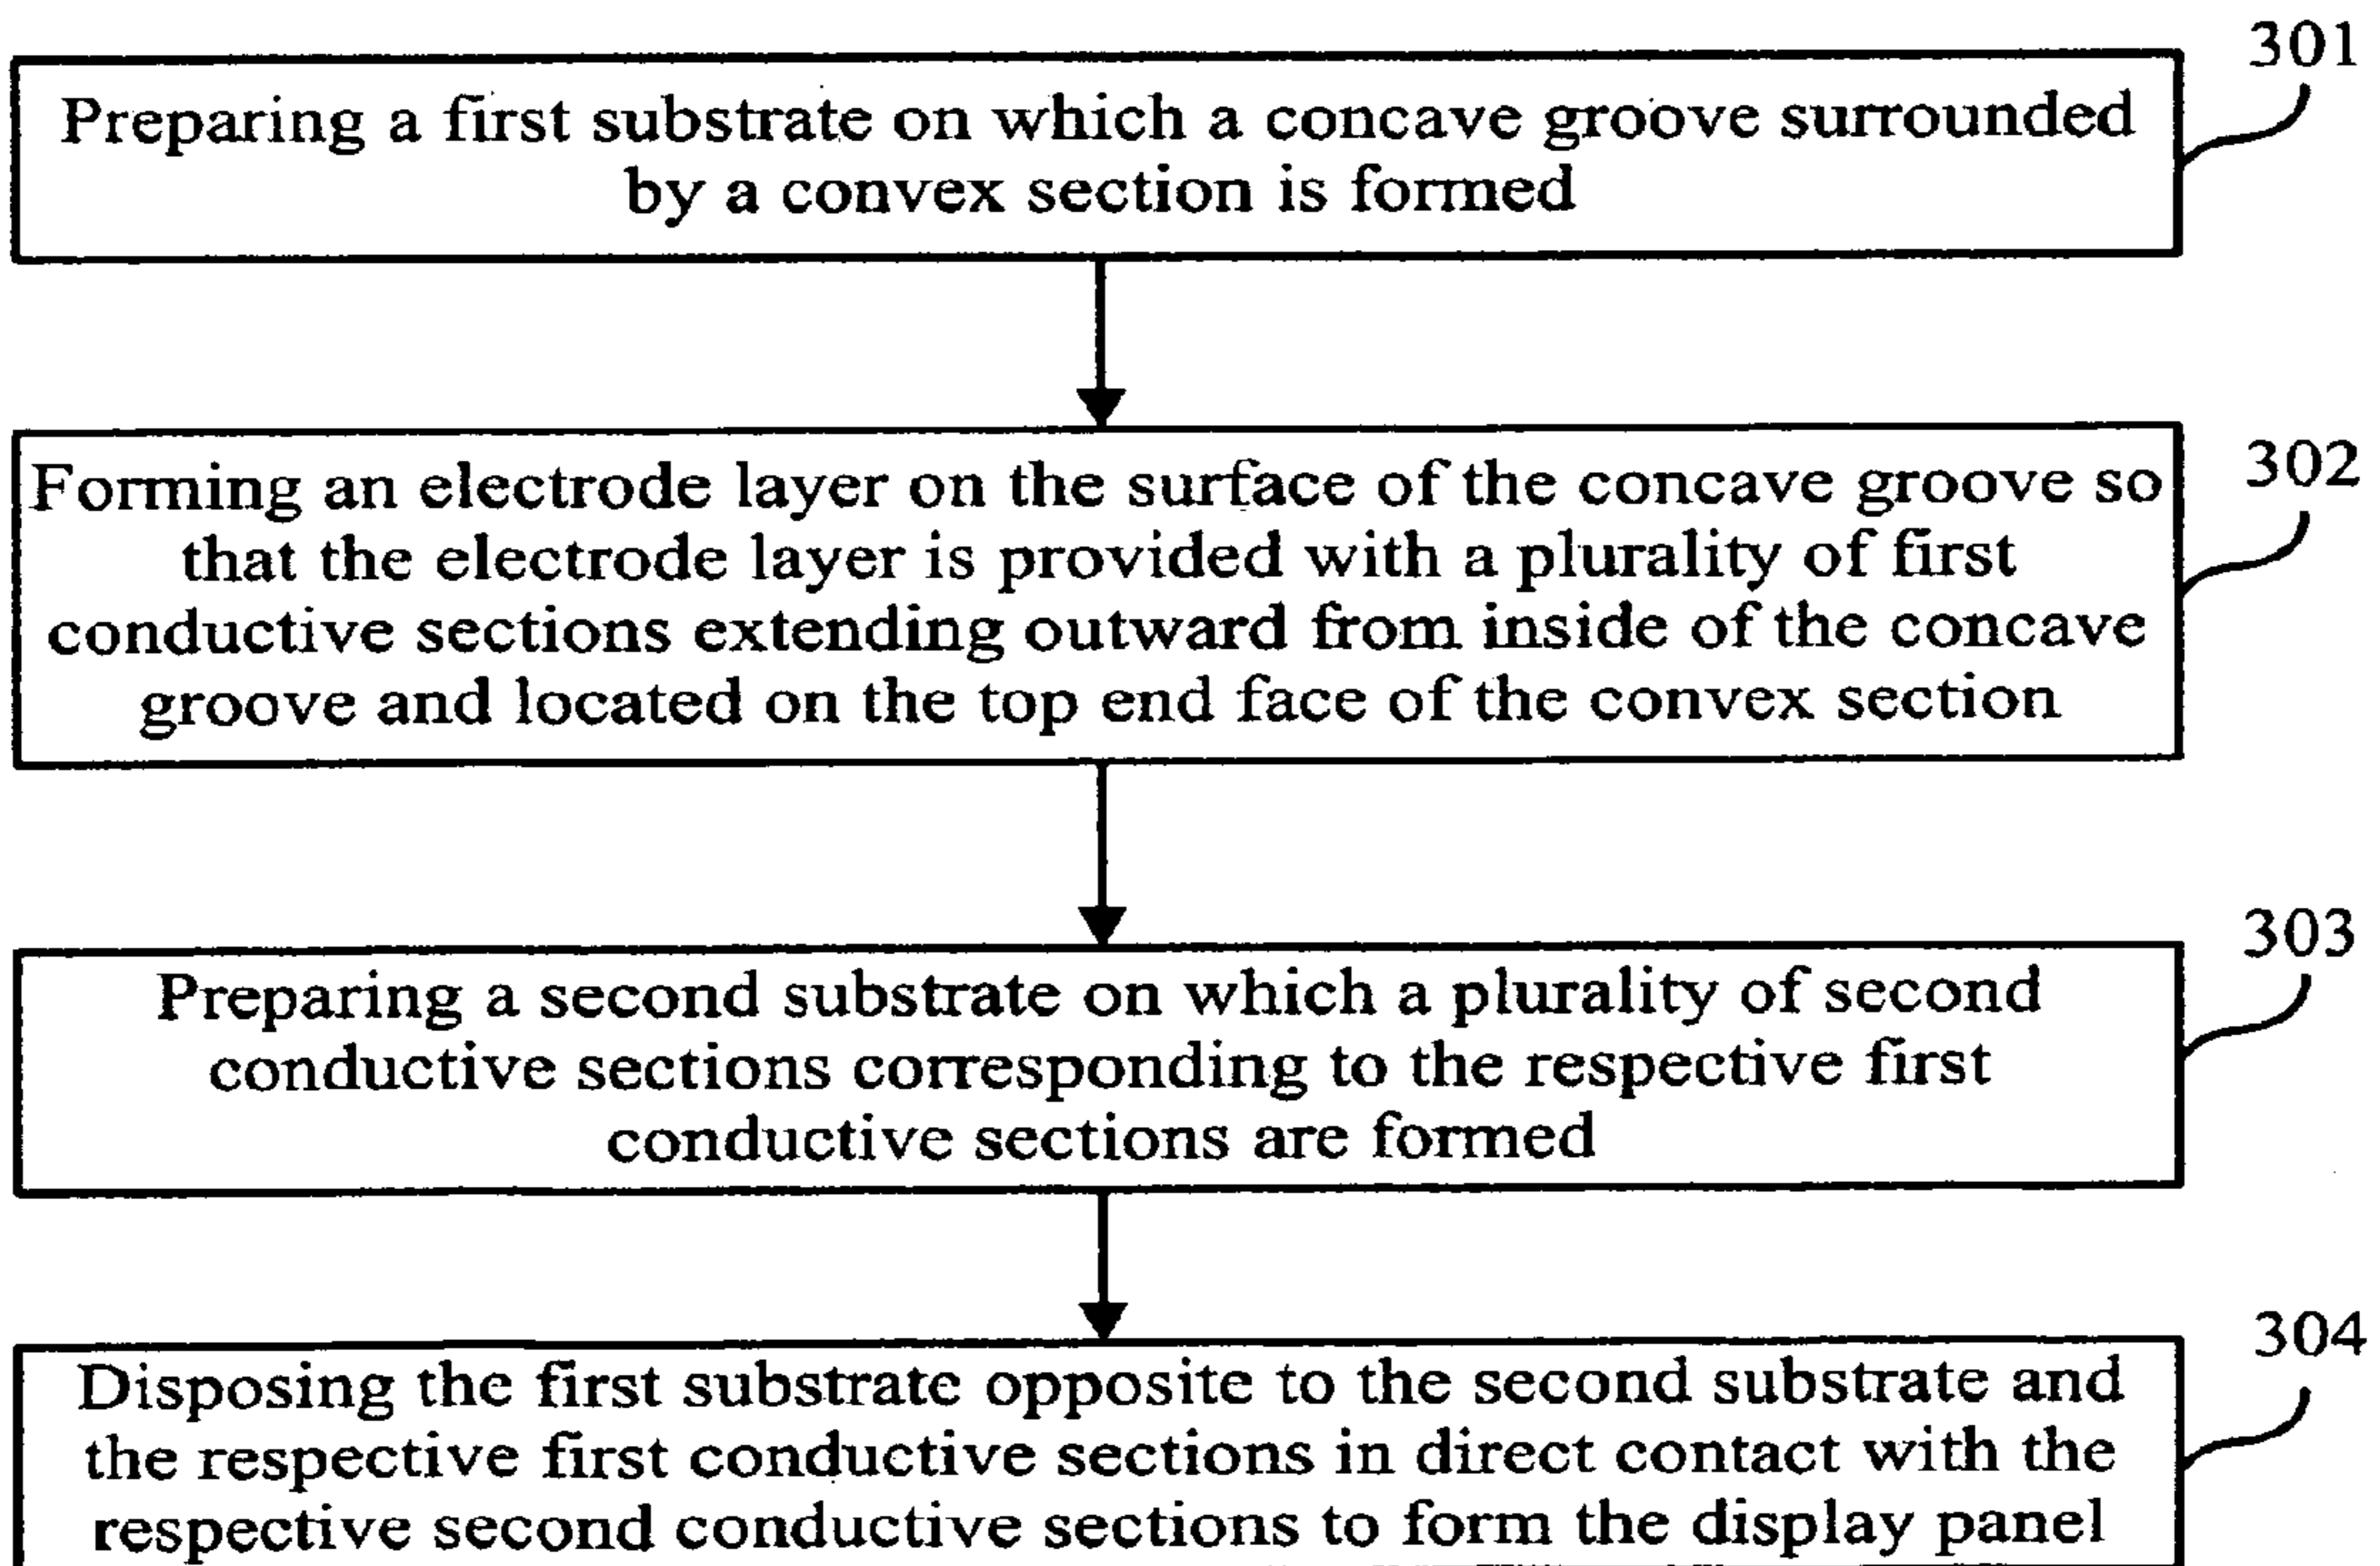 301
Preparing a first substrate on which a concave groove surrounded
by a convex section is formed
302
Forming an electrode layer on the surface of the concave groove so
that the electrode layer is provided with a plurality of first
conductive sections extending outward from inside of the concave
groove and located on the top end face of the convex section
303
Preparing a second substrate on which a plurality of second
conductive sections corresponding to the respective first
conductive sections are formed
304
Disposing the first substrate opposite to the second substrate and
the respective first conductive sections in direct contact with the
respective second conductive sections to form the display panel